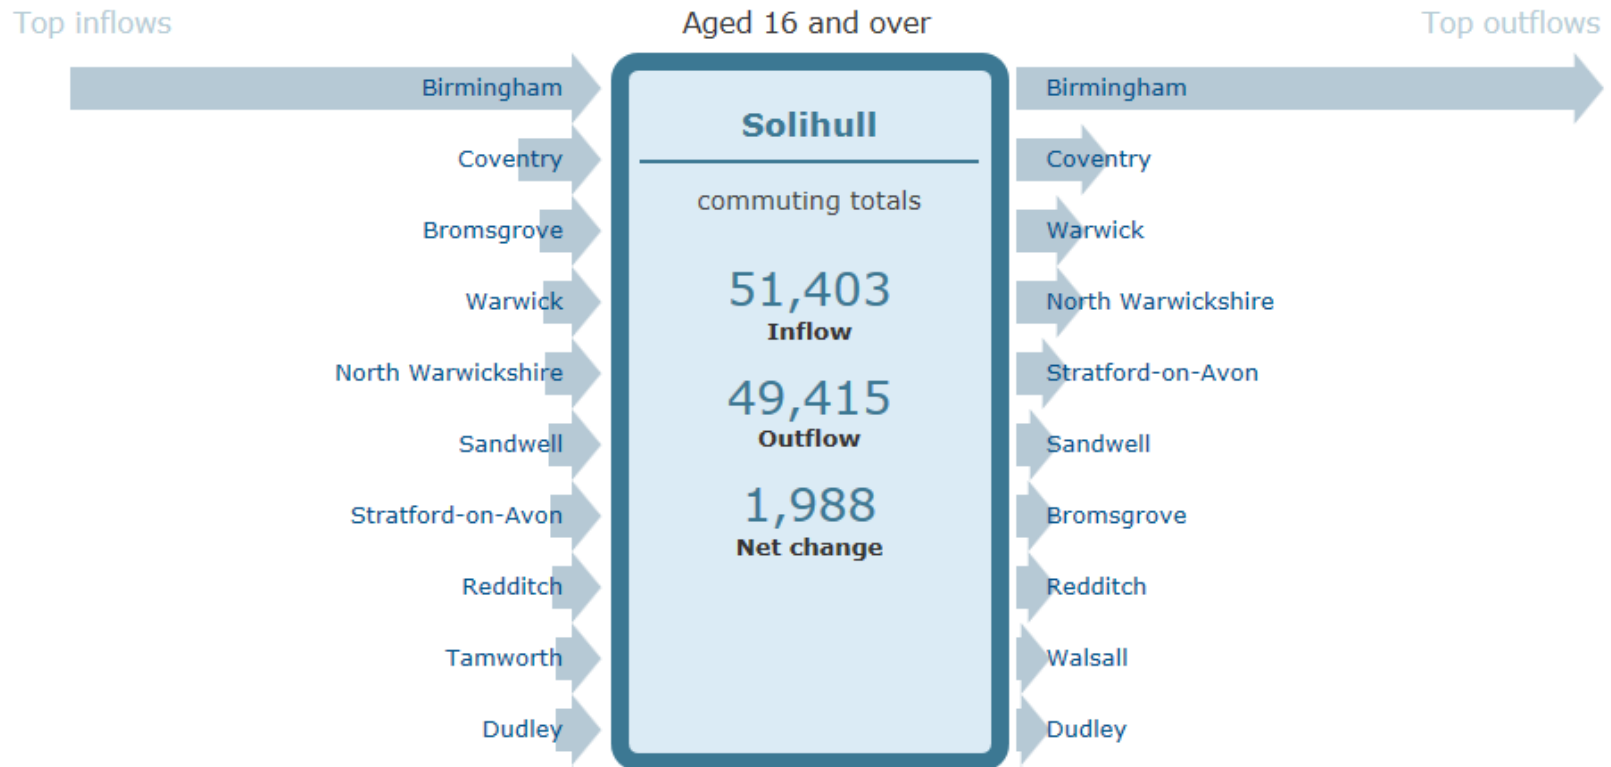 Top inflows
Aged 16 and over
Top outflows
Birmingham
Coventry
Bromsgrove
Warwick
North Warwickshire
Sandwell
Stratford-on-Avon
Redditch
Tamworth
Dudley
Solihull
commuting totals
51,403
Inflow
49,415
Outflow
1,988
Net change
Birmingham
Coventry
Warwick
North Warwickshire
Stratford-on-Avon
Sandwell
Bromsgrove
Redditch
Walsall
Dudley